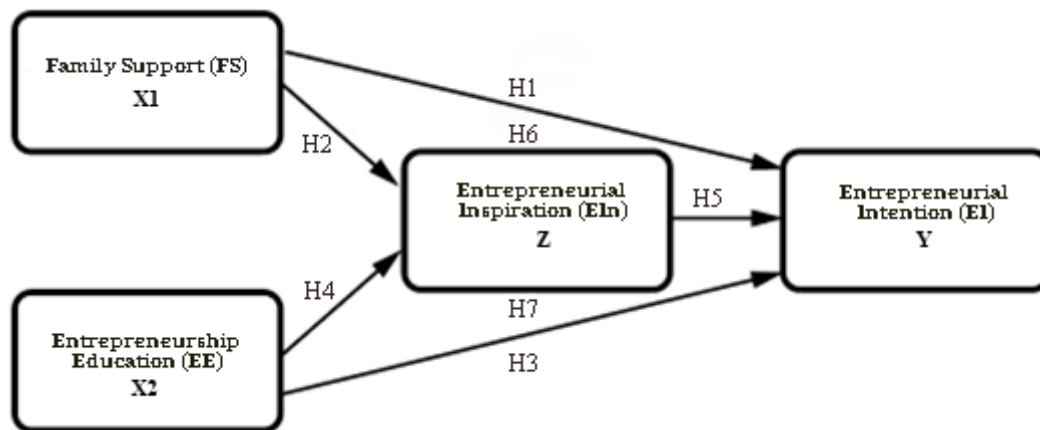 Family Support (FS)
X1
H1
H6
H2
Entrepreneurial
Inspiration (EIn)
Z
H5
Entrepreneurial
Intention (EI)
Y
H4
H7
H3
Entrepreneurship
Education (EE)
X2